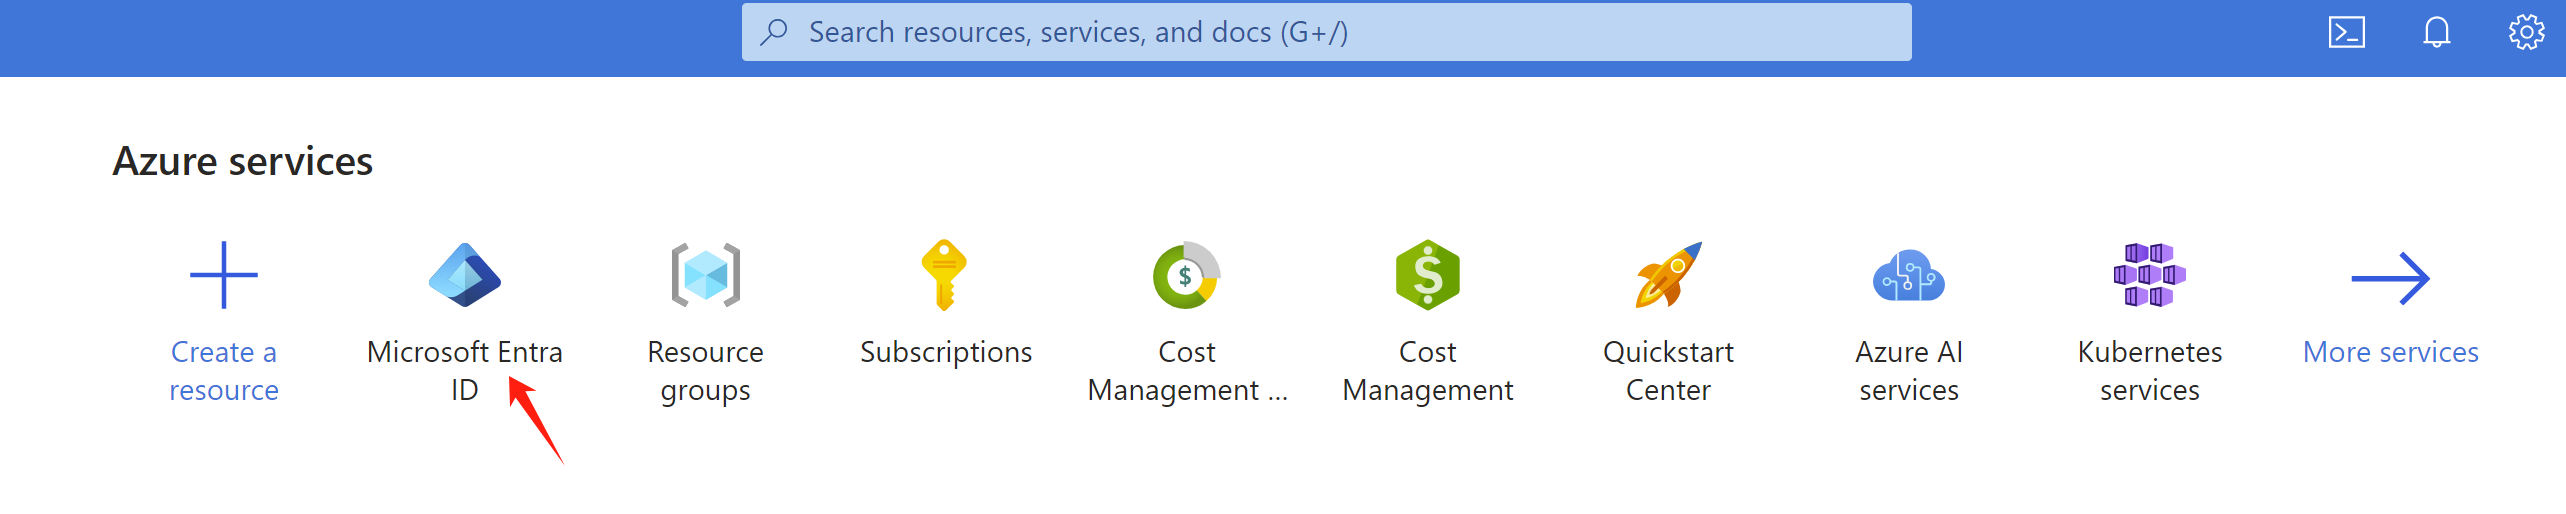 Search resources, services, and docs (G+/)
Azure services
Create a
resource
Microsoft Entra
ID
Resource
groups
Subscriptions
Cost
Management ...
Cost
Management
Quickstart
Center
Azure AI
services
Kubernetes
services
More services